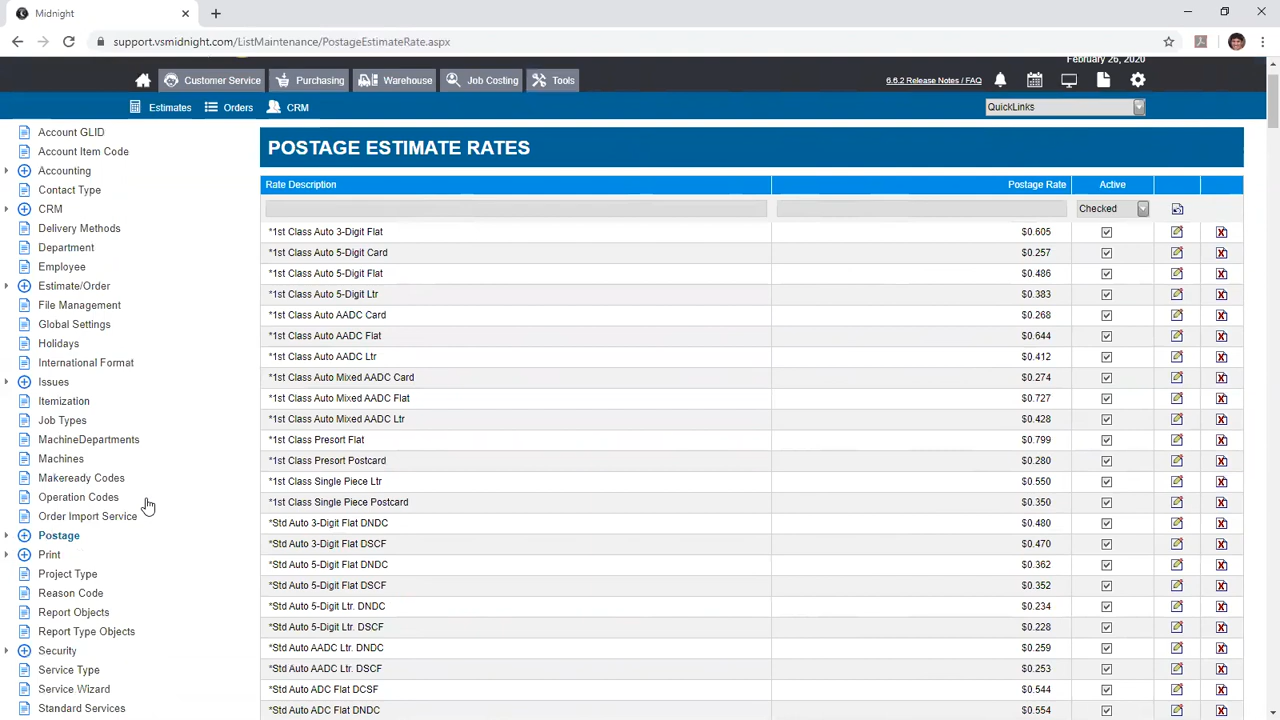 Midnight
support.vsmidnight.com/ListMaintenance/PostageEstimateRate.aspx
February 26, 2020
Customer Service Purchasing Warehouse Job Costing Tools 6.6.2 Release Notes / FAQ
Estimates Orders CRM QuickLinks
Account GLID
Account Item Code
Accounting
Contact Type
CRM
Delivery Methods
Department
Employee
Estimate/Order
File Management
Global Settings
Holidays
International Format
Issues
Itemization
Job Types
MachineDepartments
Machines
Makeready Codes
Operation Codes
Order Import Service
Postage
Print
Project Type
Reason Code
Report Objects
Report Type Objects
Security
Service Type
Service Wizard
Standard Services
POSTAGE ESTIMATE RATES
Rate Description Postage Rate Active
Checked
*1st Class Auto 3-Digit Flat $0.605
*1st Class Auto 5-Digit Card $0.257
*1st Class Auto 5-Digit Flat $0.486
*1st Class Auto 5-Digit Ltr $0.383
*1st Class Auto AADC Card $0.268
*1st Class Auto AADC Flat $0.644
*1st Class Auto AADC Ltr $0.412
*1st Class Auto Mixed AADC Card $0.274
*1st Class Auto Mixed AADC Flat $0.727
*1st Class Auto Mixed AADC Ltr $0.428
*1st Class Presort Flat $0.799
*1st Class Presort Postcard $0.280
*1st Class Single Piece Ltr $0.550
*1st Class Single Piece Postcard $0.350
*Std Auto 3-Digit Flat DNDC $0.480
*Std Auto 3-Digit Flat DSCF $0.470
*Std Auto 5-Digit Flat DNDC $0.362
*Std Auto 5-Digit Flat DSCF $0.352
*Std Auto 5-Digit Ltr. DNDC $0.234
*Std Auto 5-Digit Ltr. DSCF $0.228
*Std Auto AADC Ltr. DNDC $0.259
*Std Auto AADC Ltr. DSCF $0.253
*Std Auto ADC Flat DCSF $0.544
*Std Auto ADC Flat DNDC $0.554